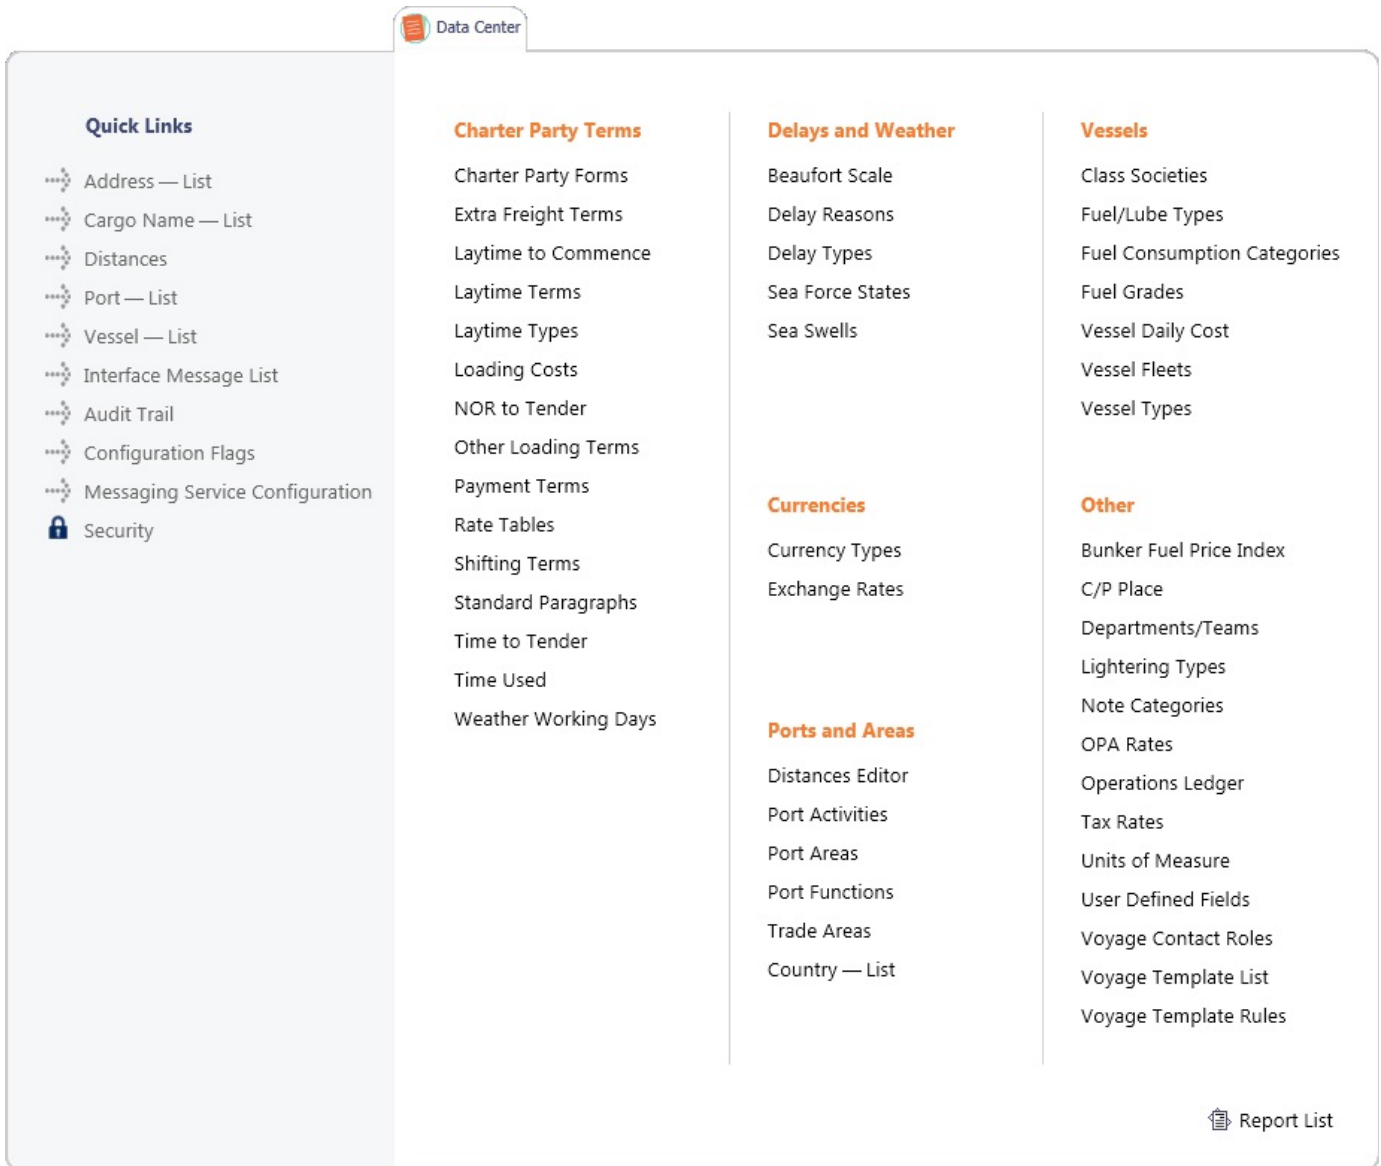 Data Center
Quick Links
Address — List
Cargo Name — List
Distances
Port — List
Vessel — List
Interface Message List
Audit Trail
Configuration Flags
Messaging Service Configuration
Security
Charter Party Terms
Charter Party Forms
Extra Freight Terms
Laytime to Commence
Laytime Terms
Laytime Types
Loading Costs
NOR to Tender
Other Loading Terms
Payment Terms
Rate Tables
Shifting Terms
Standard Paragraphs
Time to Tender
Time Used
Weather Working Days
Delays and Weather
Beaufort Scale
Delay Reasons
Delay Types
Sea Force States
Sea Swells
Currencies
Currency Types
Exchange Rates
Ports and Areas
Distances Editor
Port Activities
Port Areas
Port Functions
Trade Areas
Country — List
Vessels
Class Societies
Fuel/Lube Types
Fuel Consumption Categories
Fuel Grades
Vessel Daily Cost
Vessel Fleets
Vessel Types
Other
Bunker Fuel Price Index
C/P Place
Departments/Teams
Lightering Types
Note Categories
OPA Rates
Operations Ledger
Tax Rates
Units of Measure
User Defined Fields
Voyage Contact Roles
Voyage Template List
Voyage Template Rules
Report List